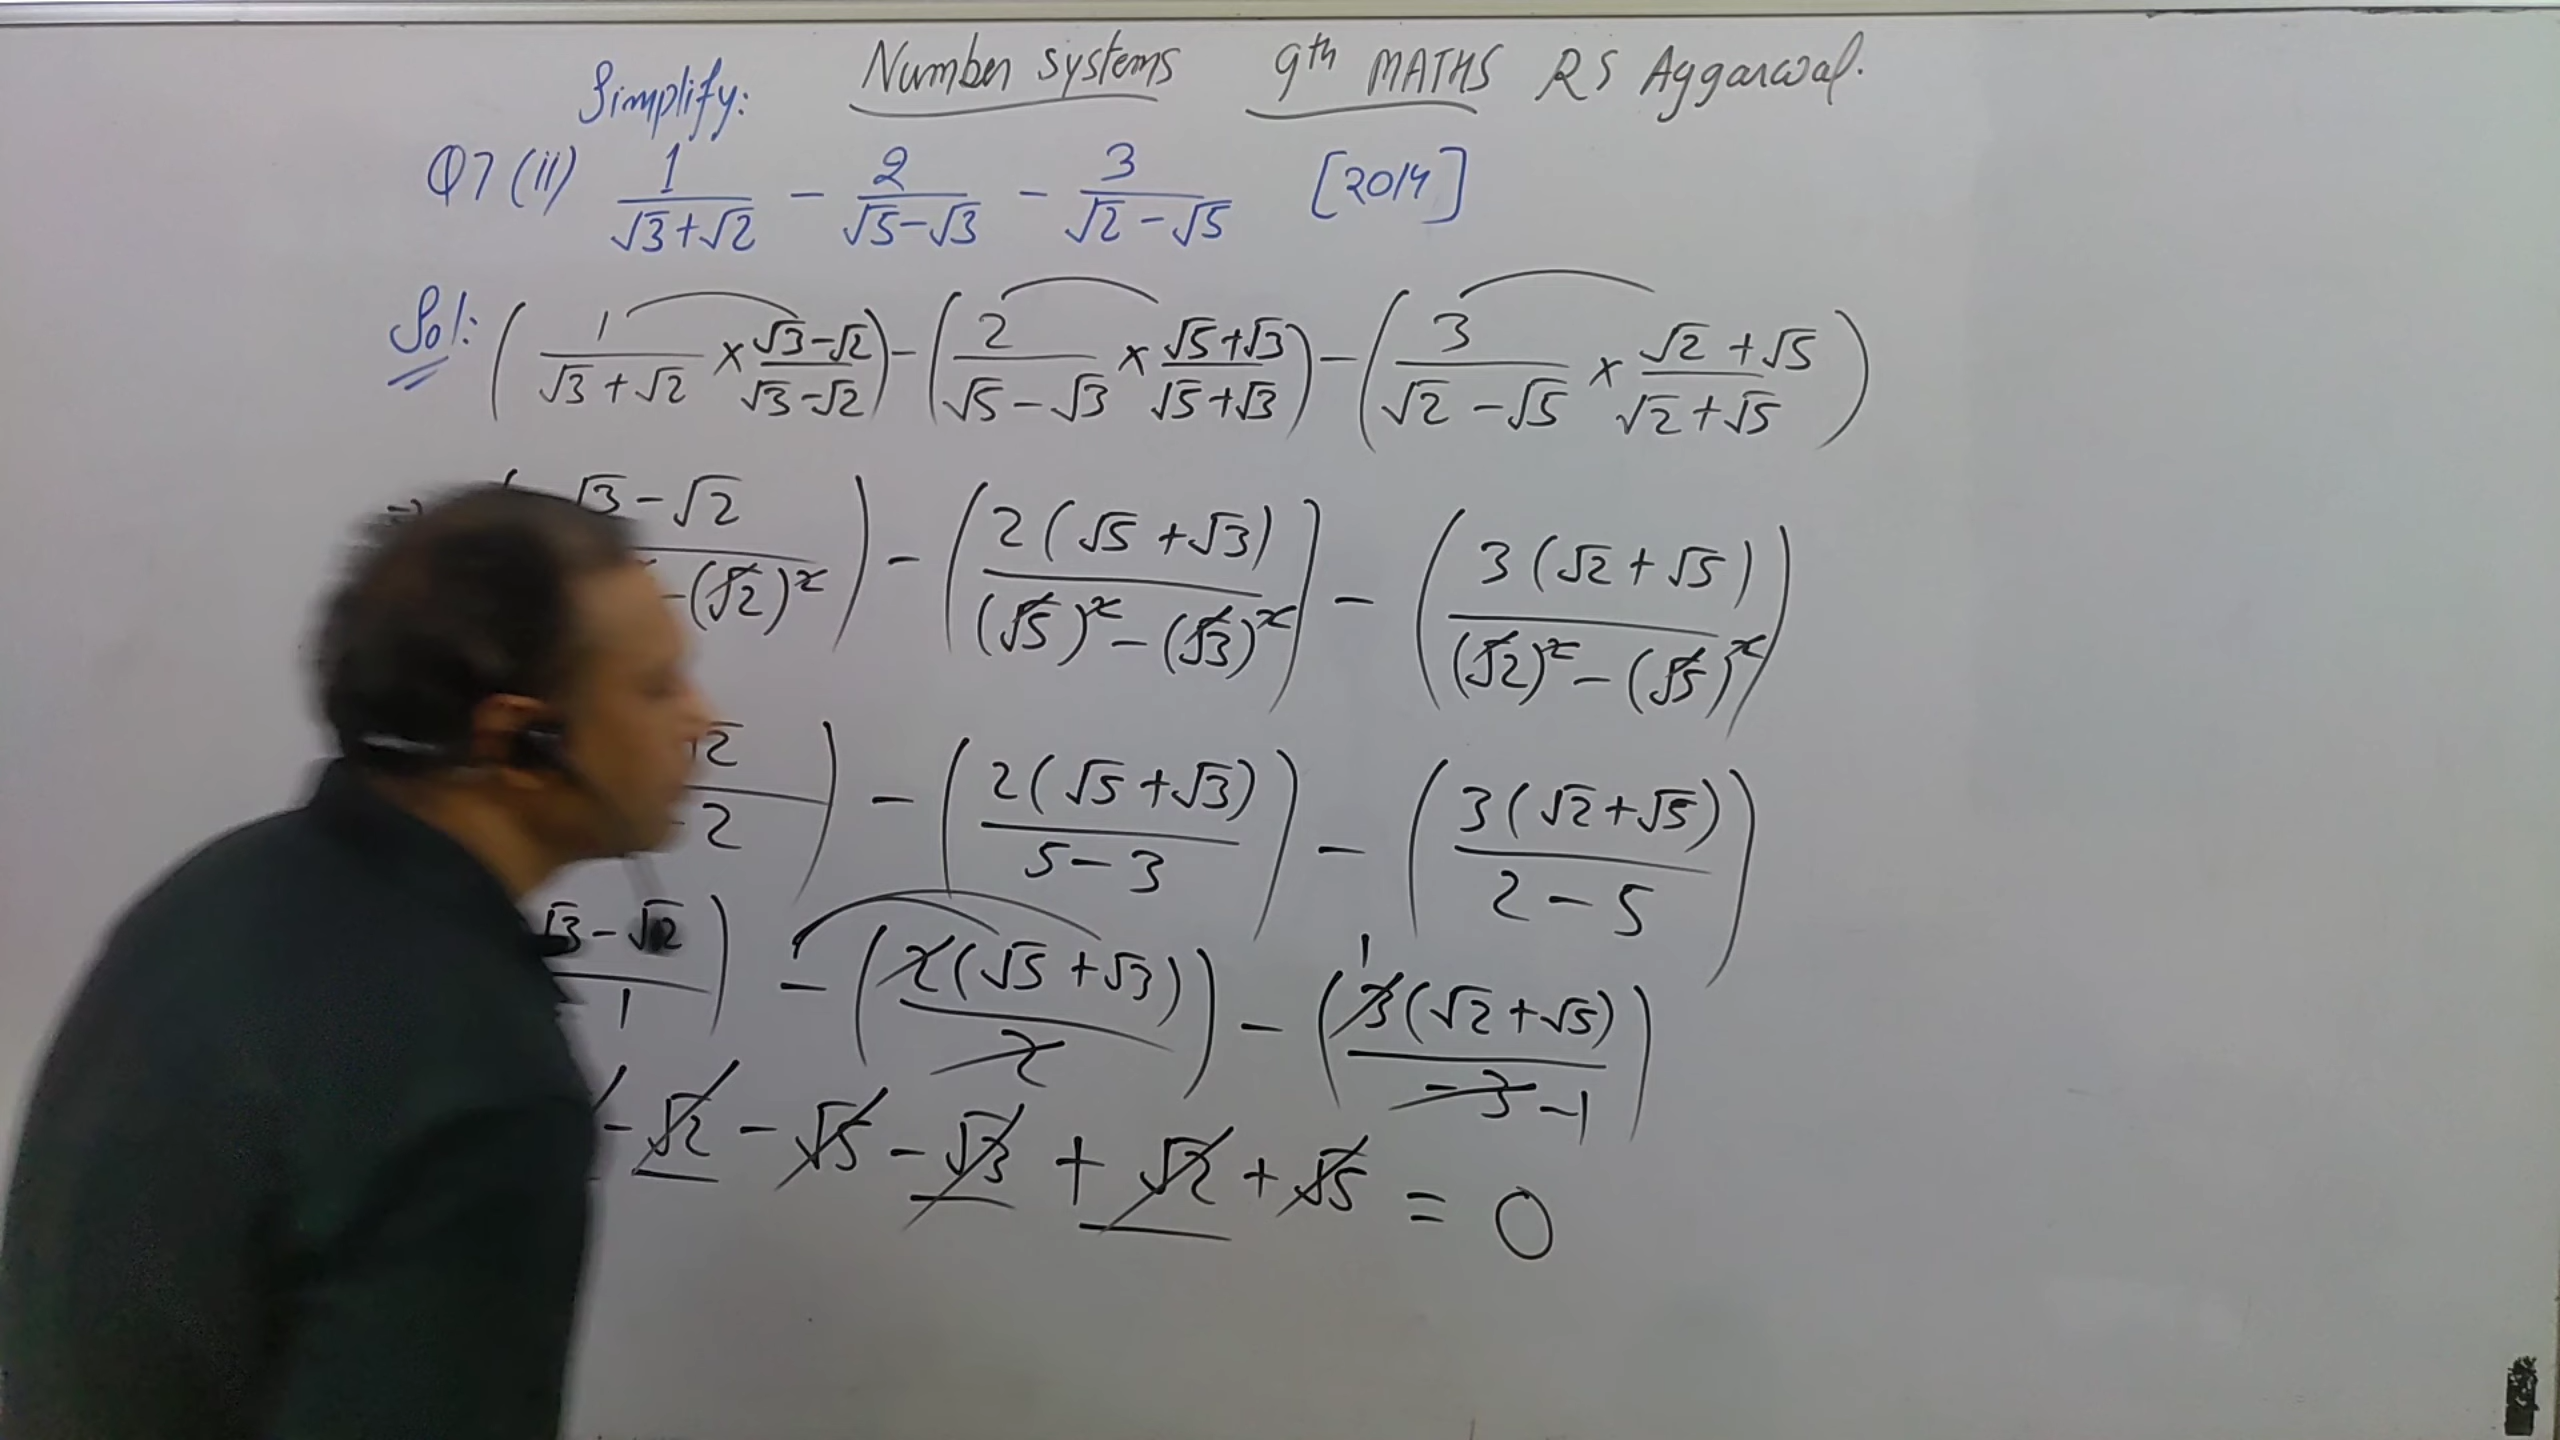 Number systems 9th MATHS RS Aggarwal.
Simplify:
Q7 (ii) 1/(√3+√2) - 2/(√5-√3) - 3/(√2-√5) [2014]
Sol: (1/(√3+√2) × (√3-√2)/(√3-√2)) - (2/(√5-√3) × (√5+√3)/(√5+√3)) - (3/(√2-√5) × (√2+√5)/(√2+√5))
(√3-√2)/( -(√2)²) - (2(√5+√3)/((√5)²-(√3)²)) - (3(√2+√5)/((√2)²-(√5)²))
√2/(-2)) - (2(√5+√3)/(5-3)) - (3(√2+√5)/(2-5))
(√3-√2)/1) - (2(√5+√3)/2) - (1 3(√2+√5)/(-3 -1))
-√2 -√5 -√3 +√2 +√5 = 0